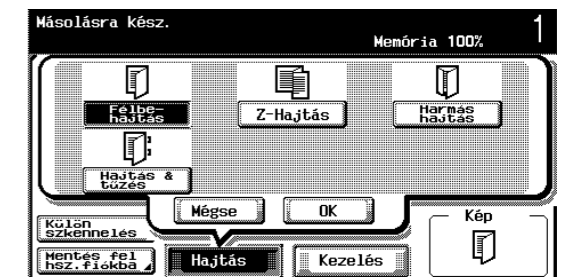 Másolásra kész.
Memória 100%
1
Félbe-
hajtás
Z-Hajtás
Hármas
hajtás
Hajtás &
tűzés
Mégse
OK
Külön
szkennelés
Kép
Mentés fel
hsz.fiókba
Hajtás
Kezelés